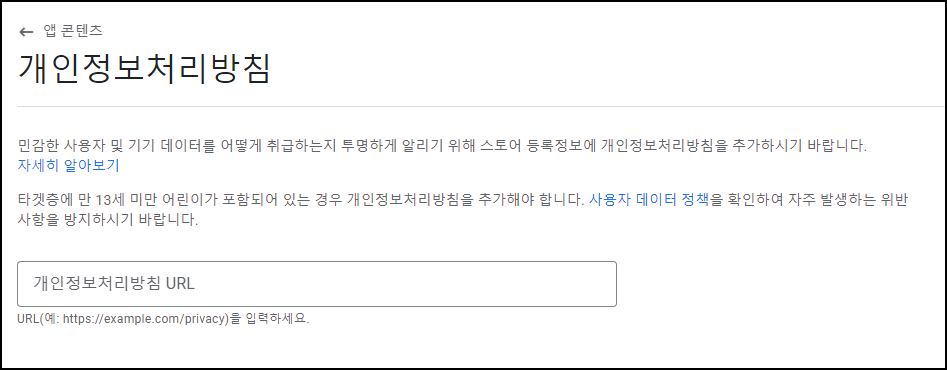 ← 앱 콘텐츠
개인정보처리방침
민감한 사용자 및 기기 데이터를 어떻게 취급하는지 투명하게 알리기 위해 스토어 등록정보에 개인정보처리방침을 추가하시기 바랍니다.
자세히 알아보기
타겟층에 만 13세 미만 어린이가 포함되어 있는 경우 개인정보처리방침을 추가해야 합니다. 사용자 데이터 정책을 확인하여 자주 발생하는 위반
사항을 방지하시기 바랍니다.
개인정보처리방침 URL
URL(예: https://example.com/privacy)을 입력하세요.